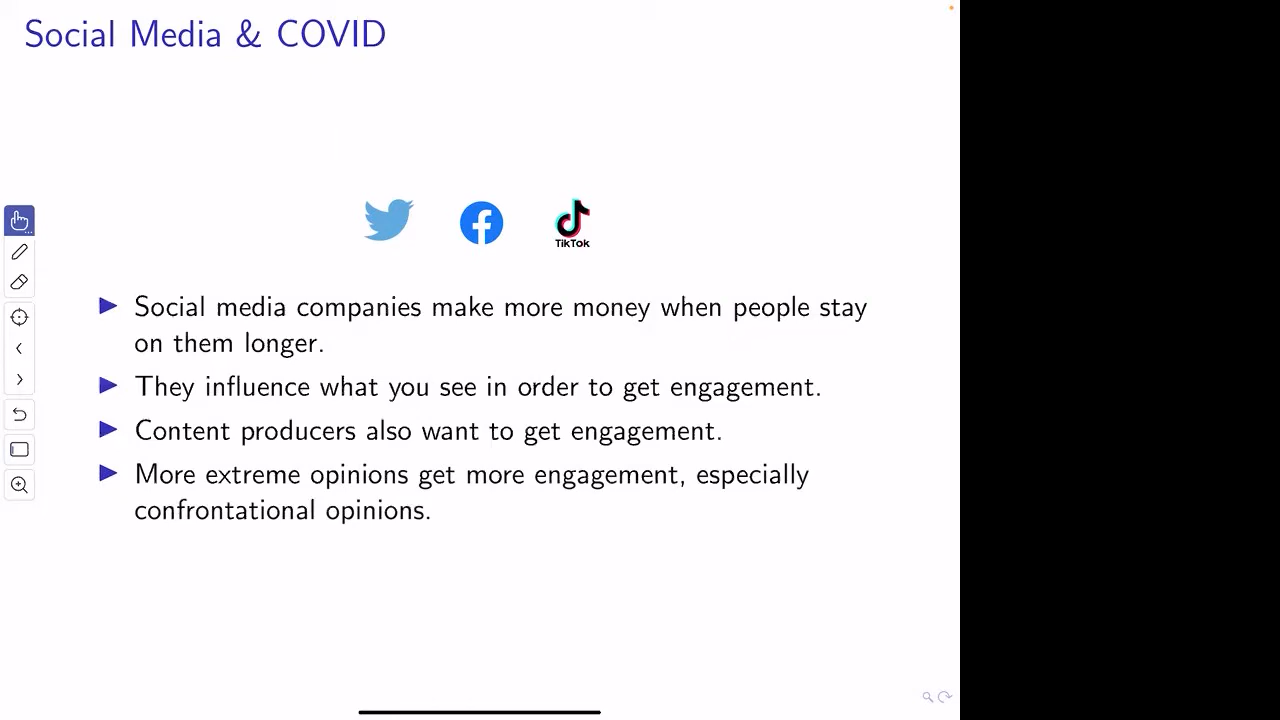 Social Media & COVID
TikTok
Social media companies make more money when people stay
on them longer.
They influence what you see in order to get engagement.
Content producers also want to get engagement.
More extreme opinions get more engagement, especially
confrontational opinions.